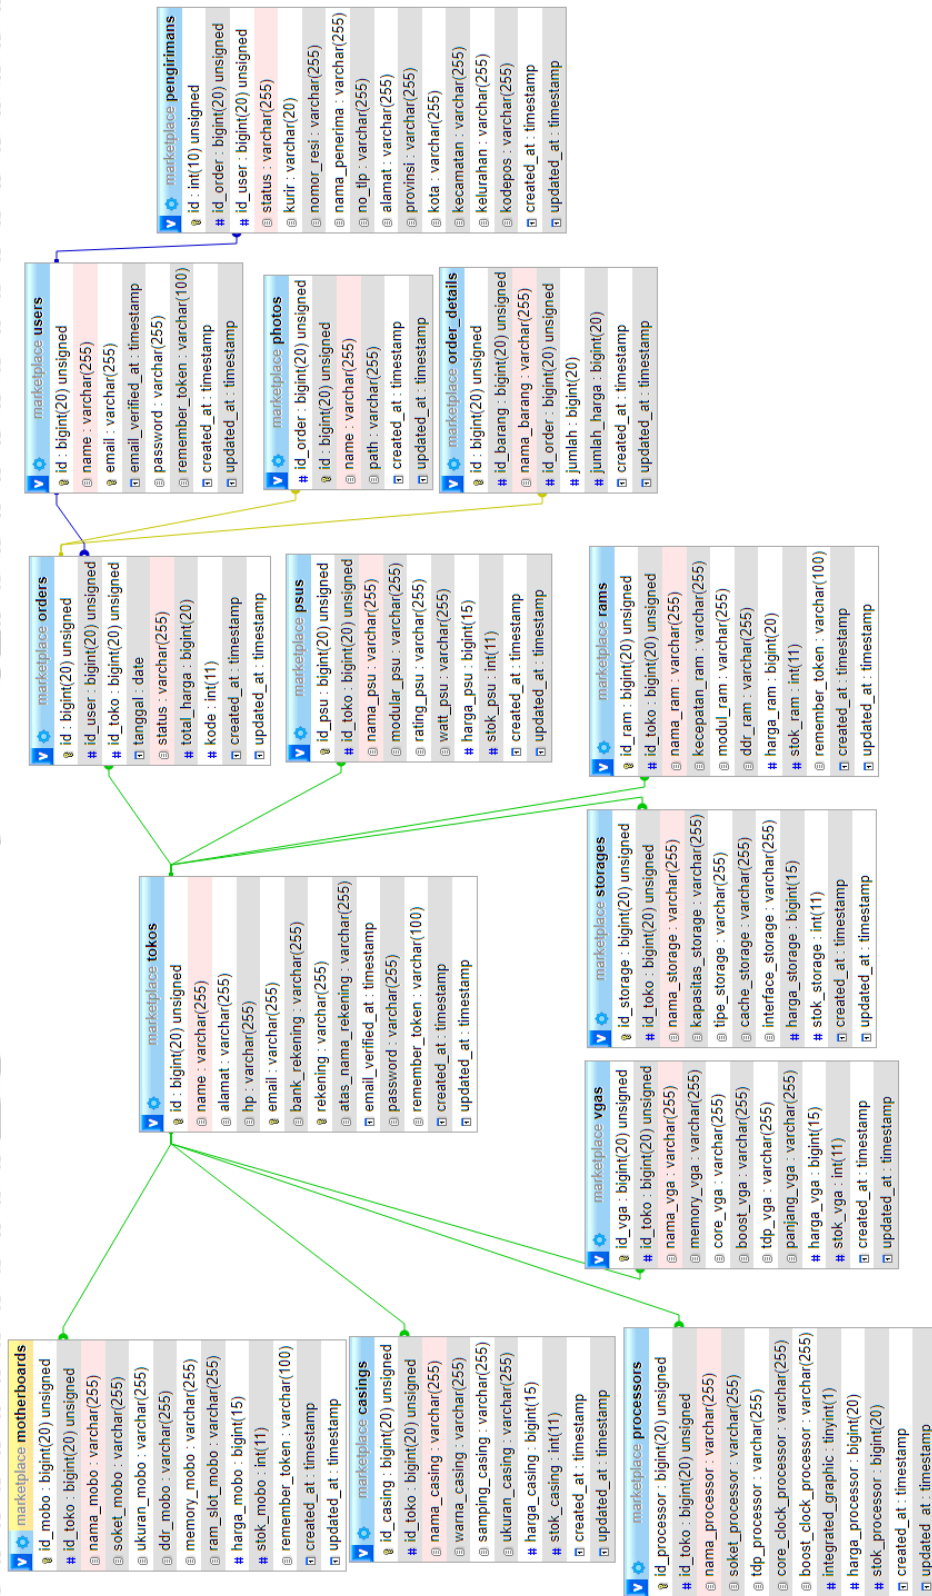 marketplace motherboards
id_mobo : bigint(20) unsigned
# id_toko : bigint(20) unsigned
nama_mobo : varchar(255)
soket_mobo : varchar(255)
ukuran_mobo : varchar(255)
ddr_mobo : varchar(255)
memory_mobo : varchar(255)
ram_slot_mobo : varchar(255)
# harga_mobo : bigint(15)
# stok_mobo : int(11)
remember_token : varchar(100)
created_at : timestamp
updated_at : timestamp
marketplace casings
id_casing : bigint(20) unsigned
# id_toko : bigint(20) unsigned
nama_casing : varchar(255)
warna_casing : varchar(255)
samping_casing : varchar(255)
ukuran_casing : varchar(255)
# harga_casing : bigint(15)
# stok_casing : int(11)
created_at : timestamp
updated_at : timestamp
marketplace processors
id_processor : bigint(20) unsigned
# id_toko : bigint(20) unsigned
nama_processor : varchar(255)
soket_processor : varchar(255)
tdp_processor : varchar(255)
core_clock_processor : varchar(255)
boost_clock_processor : varchar(255)
# integrated_graphic : tinyint(1)
# harga_processor : bigint(20)
# stok_processor : bigint(20)
created_at : timestamp
updated_at : timestamp
marketplace tokos
id : bigint(20) unsigned
name : varchar(255)
alamat : varchar(255)
hp : varchar(255)
email : varchar(255)
bank_rekening : varchar(255)
rekening : varchar(255)
atas_nama_rekening : varchar(255)
email_verified_at : timestamp
password : varchar(255)
remember_token : varchar(100)
created_at : timestamp
updated_at : timestamp
marketplace vgas
id_vga : bigint(20) unsigned
# id_toko : bigint(20) unsigned
nama_vga : varchar(255)
memory_vga : varchar(255)
core_vga : varchar(255)
boost_vga : varchar(255)
tdp_vga : varchar(255)
panjang_vga : varchar(255)
# harga_vga : bigint(15)
# stok_vga : int(11)
created_at : timestamp
updated_at : timestamp
marketplace storages
id_storage : bigint(20) unsigned
# id_toko : bigint(20) unsigned
nama_storage : varchar(255)
kapasitas_storage : varchar(255)
tipe_storage : varchar(255)
cache_storage : varchar(255)
interface_storage : varchar(255)
# harga_storage : bigint(15)
# stok_storage : int(11)
created_at : timestamp
updated_at : timestamp
marketplace orders
id : bigint(20) unsigned
# id_user : bigint(20) unsigned
# id_toko : bigint(20) unsigned
tanggal : date
status : varchar(255)
# total_harga : bigint(20)
# kode : int(11)
created_at : timestamp
updated_at : timestamp
marketplace psus
id_psu : bigint(20) unsigned
# id_toko : bigint(20) unsigned
nama_psu : varchar(255)
modular_psu : varchar(255)
rating_psu : varchar(255)
watt_psu : varchar(255)
# harga_psu : bigint(15)
# stok_psu : int(11)
created_at : timestamp
updated_at : timestamp
marketplace rams
id_ram : bigint(20) unsigned
# id_toko : bigint(20) unsigned
nama_ram : varchar(255)
kecepatan_ram : varchar(255)
modul_ram : varchar(255)
ddr_ram : varchar(255)
# harga_ram : bigint(20)
# stok_ram : int(11)
remember_token : varchar(100)
created_at : timestamp
updated_at : timestamp
marketplace users
id : bigint(20) unsigned
name : varchar(255)
email : varchar(255)
email_verified_at : timestamp
password : varchar(255)
remember_token : varchar(100)
created_at : timestamp
updated_at : timestamp
marketplace photos
# id_order : bigint(20) unsigned
id : bigint(20) unsigned
name : varchar(255)
path : varchar(255)
created_at : timestamp
updated_at : timestamp
marketplace order_details
id : bigint(20) unsigned
# id_barang : bigint(20) unsigned
nama_barang : varchar(255)
# id_order : bigint(20) unsigned
# jumlah : bigint(20)
# jumlah_harga : bigint(20)
created_at : timestamp
updated_at : timestamp
marketplace pengirimans
id : int(10) unsigned
# id_order : bigint(20) unsigned
# id_user : bigint(20) unsigned
status : varchar(255)
kurir : varchar(20)
nomor_resi : varchar(255)
nama_penerima : varchar(255)
no_tlp : varchar(255)
alamat : varchar(255)
provinsi : varchar(255)
kota : varchar(255)
kecamatan : varchar(255)
kelurahan : varchar(255)
kodepos : varchar(255)
created_at : timestamp
updated_at : timestamp